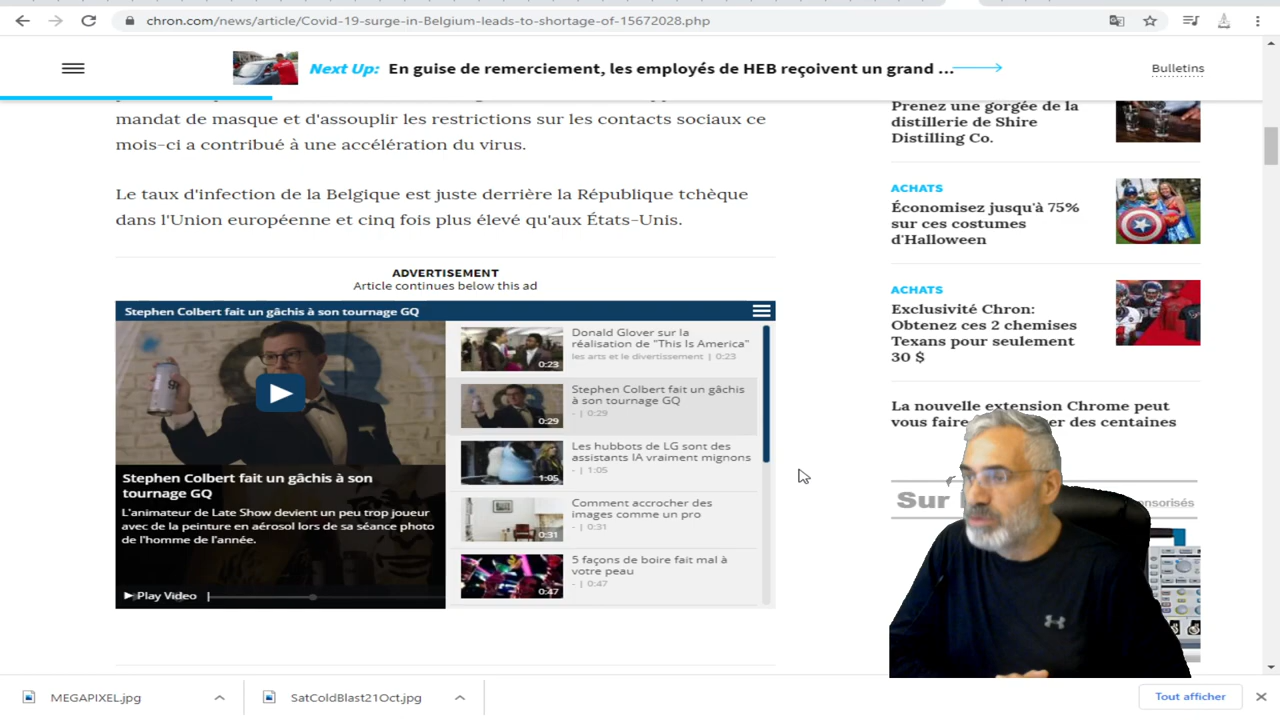 chron.com/news/article/Covid-19-surge-in-Belgium-leads-to-shortage-of-15672028.php
Next Up: En guise de remerciement, les employés de HEB reçoivent un grand ...
Bulletins
mandat de masque et d'assouplir les restrictions sur les contacts sociaux ce
mois-ci a contribué à une accélération du virus.
Le taux d'infection de la Belgique est juste derrière la République tchèque
dans l'Union européenne et cinq fois plus élevé qu'aux États-Unis.
ADVERTISEMENT
Article continues below this ad
Stephen Colbert fait un gâchis à son tournage GQ
Stephen Colbert fait un gâchis à son
tournage GQ
L'animateur de Late Show devient un peu trop joueur
avec de la peinture en aérosol lors de sa séance photo
de l'homme de l'année.
Play Video
Donald Glover sur la
réalisation de "This Is America"
les arts et le divertissement | 0:23
0:23
Stephen Colbert fait un gâchis
à son tournage GQ
- | 0:29
0:29
Les hubbots de LG sont des
assistants IA vraiment mignons
- | 1:05
1:05
Comment accrocher des
images comme un pro
- | 0:31
0:31
5 façons de boire fait mal à
votre peau
- | 0:47
0:47
Prenez une gorgée de la
distillerie de Shire
Distilling Co.
ACHATS
Économisez jusqu'à 75%
sur ces costumes
d'Halloween
ACHATS
Exclusivité Chron:
Obtenez ces 2 chemises
Texans pour seulement
30 $
La nouvelle extension Chrome peut
vous faire des centaines
Sur
MEGAPIXEL.jpg
SatColdBlast21Oct.jpg
Tout afficher